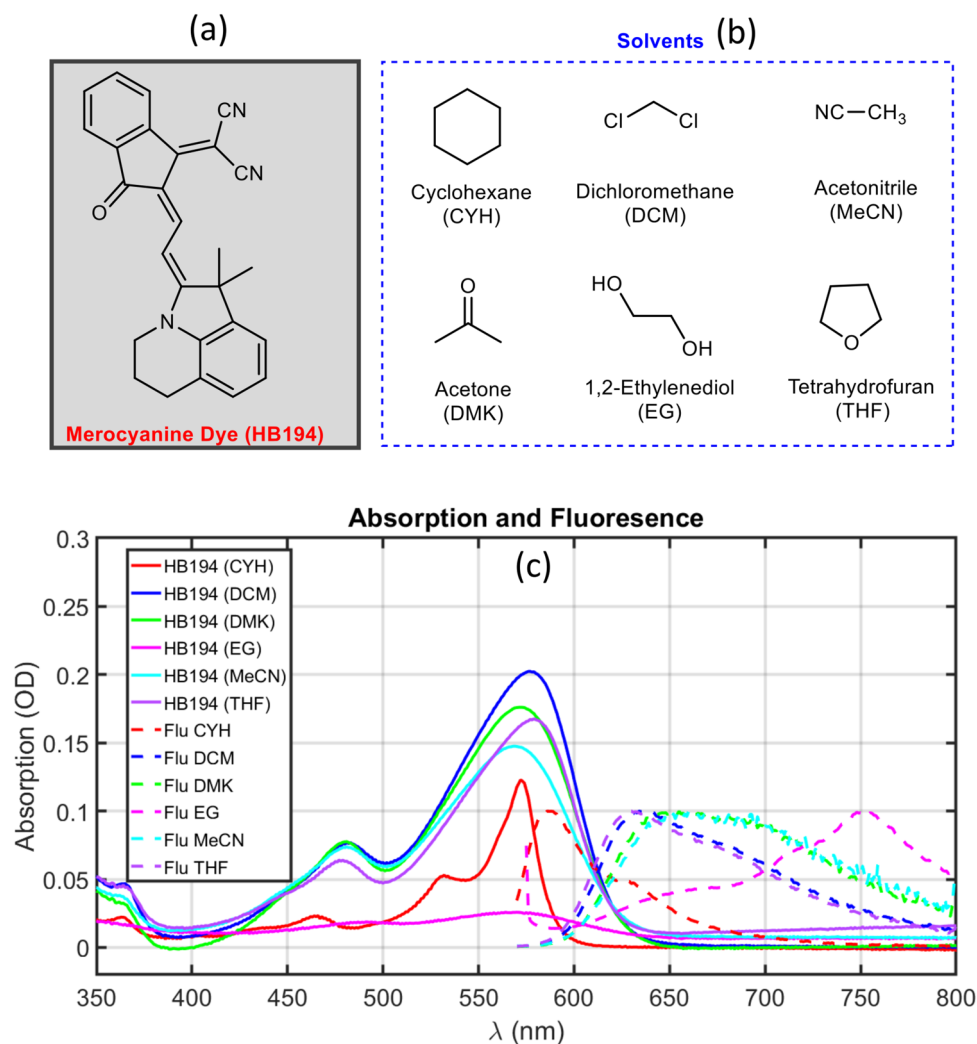 (a)
Solvents (b)
CN
CN
O
N
Merocyanine Dye (HB194)
Cl
Cl
NC
CH3
Cyclohexane
(CYH)
Dichloromethane
(DCM)
Acetonitrile
(MeCN)
O
HO
OH
O
Acetone
(DMK)
1,2-Ethylenediol
(EG)
Tetrahydrofuran
(THF)
Absorption and Fluoresence
(c)
Absorption (OD)
0.3
0.25
0.2
0.15
0.1
0.05
0
HB194 (CYH)
HB194 (DCM)
HB194 (DMK)
HB194 (EG)
HB194 (MeCN)
HB194 (THF)
Flu CYH
Flu DCM
Flu DMK
Flu EG
Flu MeCN
Flu THF
350 400 450 500 550 600 650 700 750 800
λ (nm)